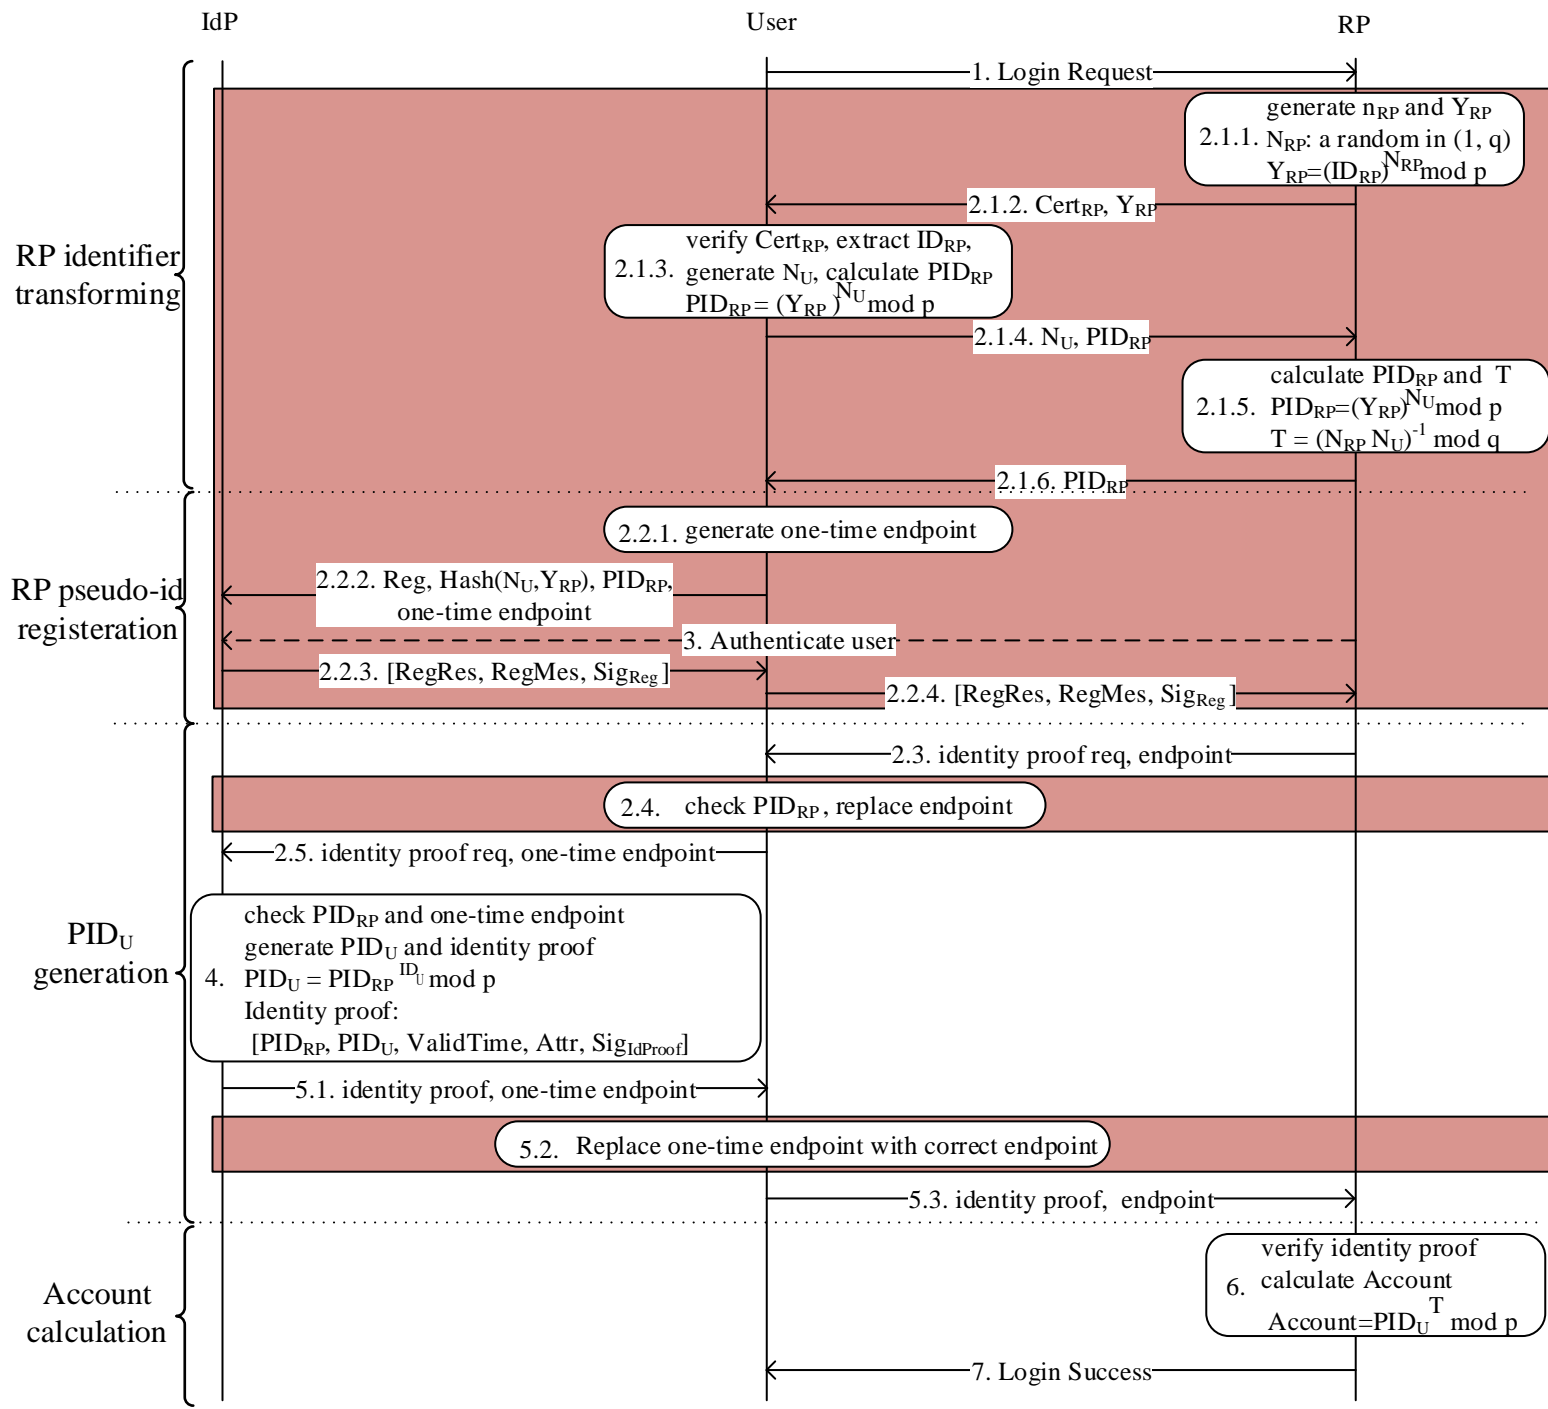 IdP User RP
1. Login Request
generate nRP and YRP
2.1.1. NRP: a random in (1, q)
YRP=(IDRP)^NRP mod p
2.1.2. CertRP, YRP
verify CertRP, extract IDRP,
2.1.3. generate NU, calculate PIDRP
PIDRP = (YRP )^NU mod p
RP identifier
transforming
2.1.4. NU, PIDRP
calculate PIDRP and T
2.1.5. PIDRP=(YRP)^NU mod p
T = (NRP NU)^-1 mod q
2.1.6. PIDRP
2.2.1. generate one-time endpoint
2.2.2. Reg, Hash(NU,YRP), PIDRP,
one-time endpoint
RP pseudo-id
registeration
3. Authenticate user
2.2.3. [RegRes, RegMes, SigReg]
2.2.4. [RegRes, RegMes, SigReg]
2.3. identity proof req, endpoint
2.4. check PIDRP , replace endpoint
2.5. identity proof req, one-time endpoint
PIDU
generation
check PIDRP and one-time endpoint
generate PIDU and identity proof
4. PIDU = PIDRP ^IDU mod p
Identity proof:
[PIDRP, PIDU, ValidTime, Attr, SigIdProof]
5.1. identity proof, one-time endpoint
5.2. Replace one-time endpoint with correct endpoint
5.3. identity proof, endpoint
Account
calculation
verify identity proof
6. calculate Account
Account=PIDU^T mod p
7. Login Success